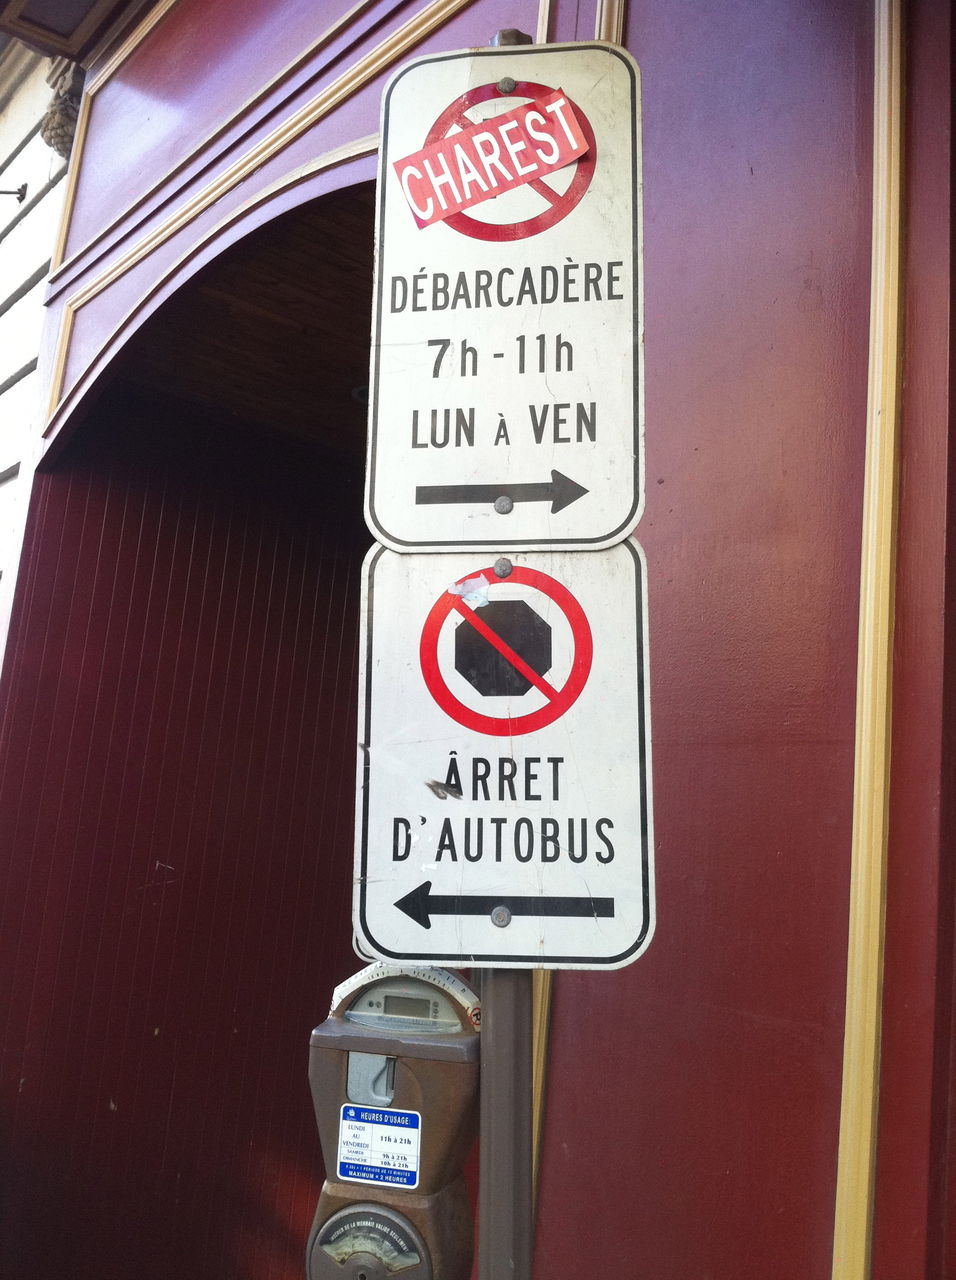 CHAREST
DÉBARCADÈRE
7h - 11h
LUN À VEN
ÂRRET
D'AUTOBUS
HEURES D'USAGE:
LUNDI
AU
VENDREDI
11h à 21h
SAMEDI
9h à 21h
DIMANCHE
10h à 21h
MAXIMUM = 2 HEURES